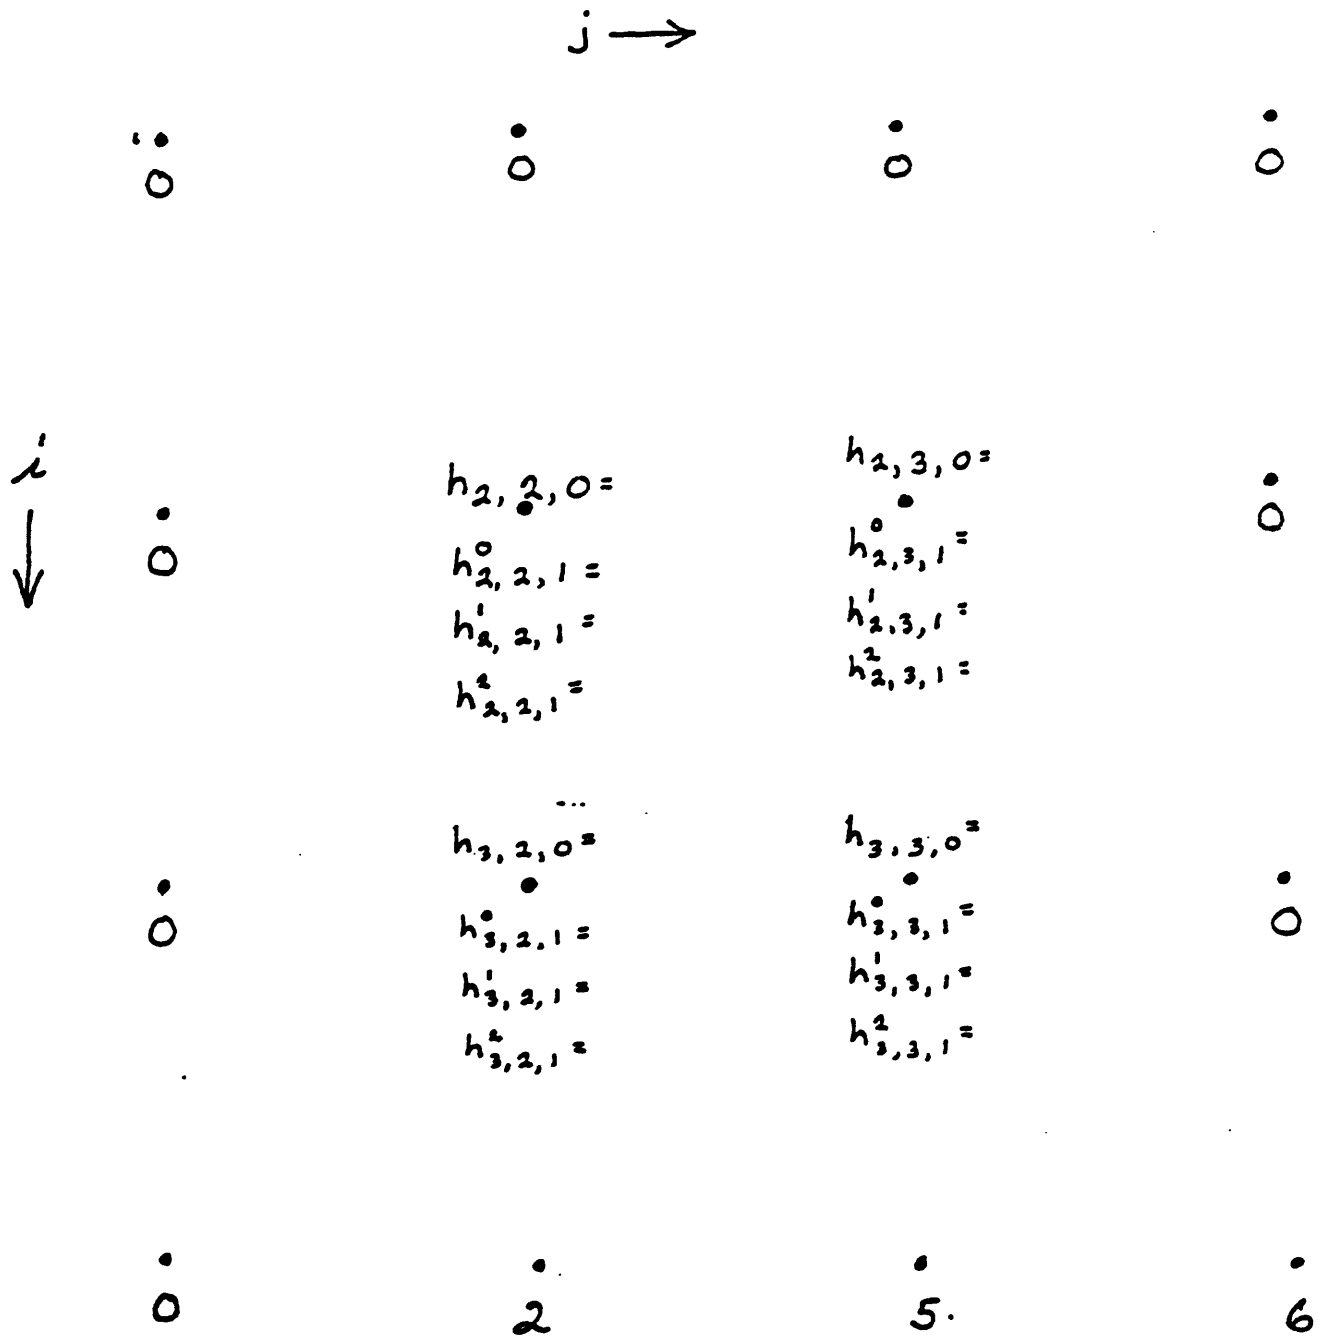 j →
0 0 0 0
i ↓
h₂,₂,₀ = h₂,₃,₀ =
0 h⁰₂,₂,₁ = h⁰₂,₃,₁ = 0
h¹₂,₂,₁ = h¹₂,₃,₁ =
h²₂,₂,₁ = h²₂,₃,₁ =
...
h₃,₂,₀ = h₃,₃,₀ =
0 h⁰₃,₂,₁ = h⁰₃,₃,₁ = 0
h¹₃,₂,₁ = h¹₃,₃,₁ =
h²₃,₂,₁ = h²₃,₃,₁ =
0 2 5. 6